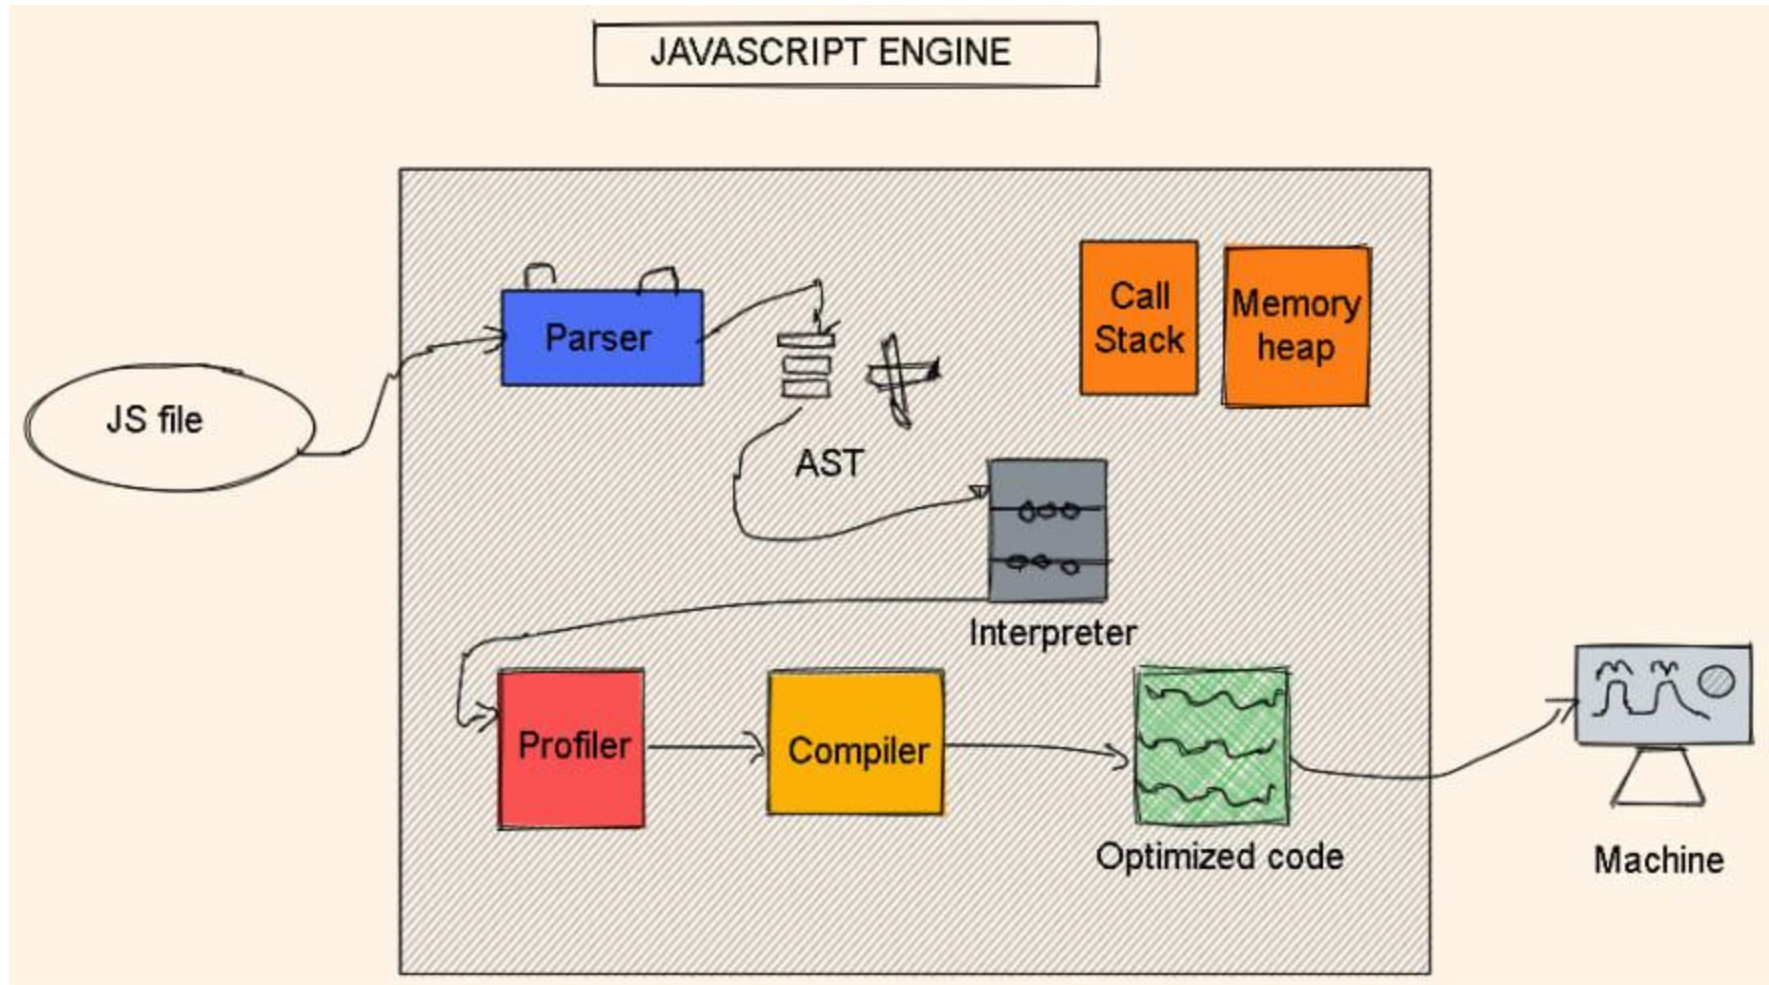 JAVASCRIPT ENGINE
JS file
Parser
AST
Call
Stack
Memory
heap
Interpreter
Profiler
Compiler
Optimized code
Machine